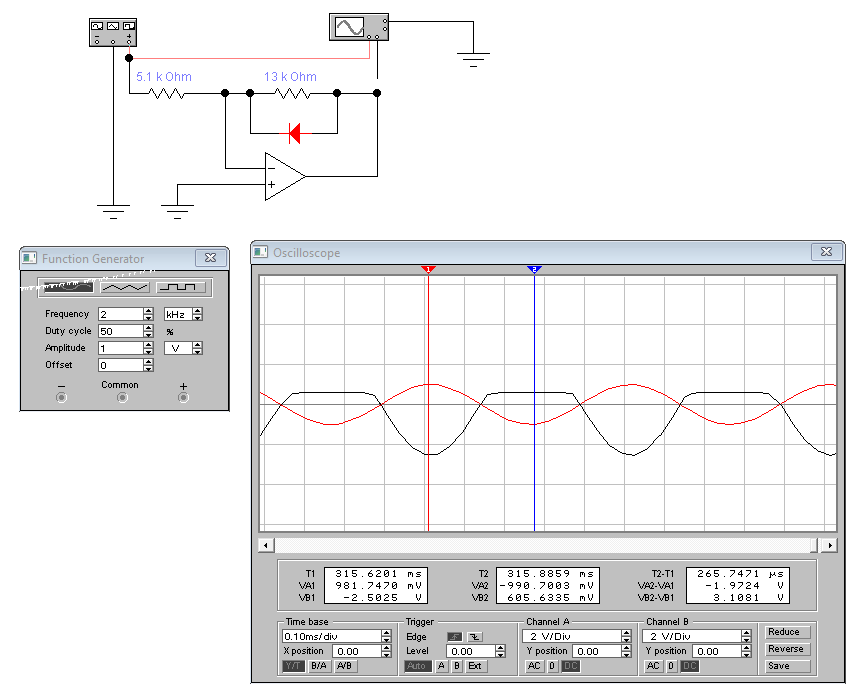 5.1 k Ohm 13 k Ohm
Function Generator
Frequency 2 kHz
Duty cycle 50 %
Amplitude 1 V
Offset 0
− Common +
Oscilloscope
1 2
T1 315.6201 ms
VA1 981.7470 mV
VB1 -2.5025 V
T2 315.8859 ms
VA2 -990.7003 mV
VB2 605.6335 mV
T2-T1 265.7471 µs
VA2-VA1 -1.9724 V
VB2-VB1 3.1081 V
Time base
0.10ms/div
X position 0.00
Y/T B/A A/B
Trigger
Edge
Level 0.00
Auto A B Ext
Channel A
2 V/Div
Y position 0.00
AC 0 DC
Channel B
2 V/Div
Y position 0.00
AC 0 DC
Reduce
Reverse
Save